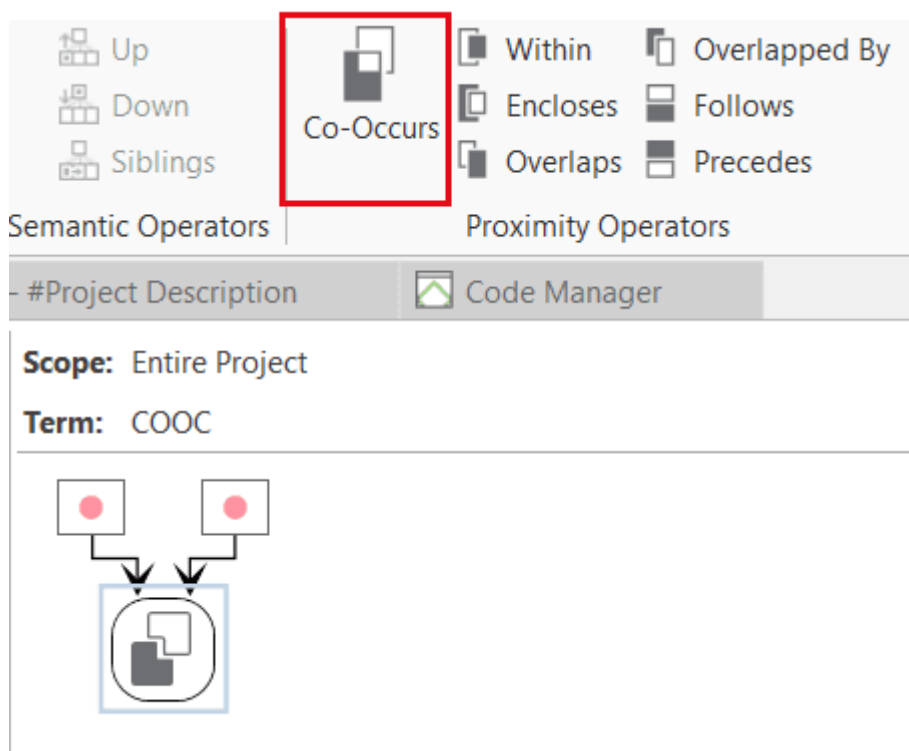 Up
Within
Overlapped By
Down
Encloses
Follows
Co-Occurs
Siblings
Overlaps
Precedes
Semantic Operators
Proximity Operators
- #Project Description
Code Manager
Scope: Entire Project
Term: COOC